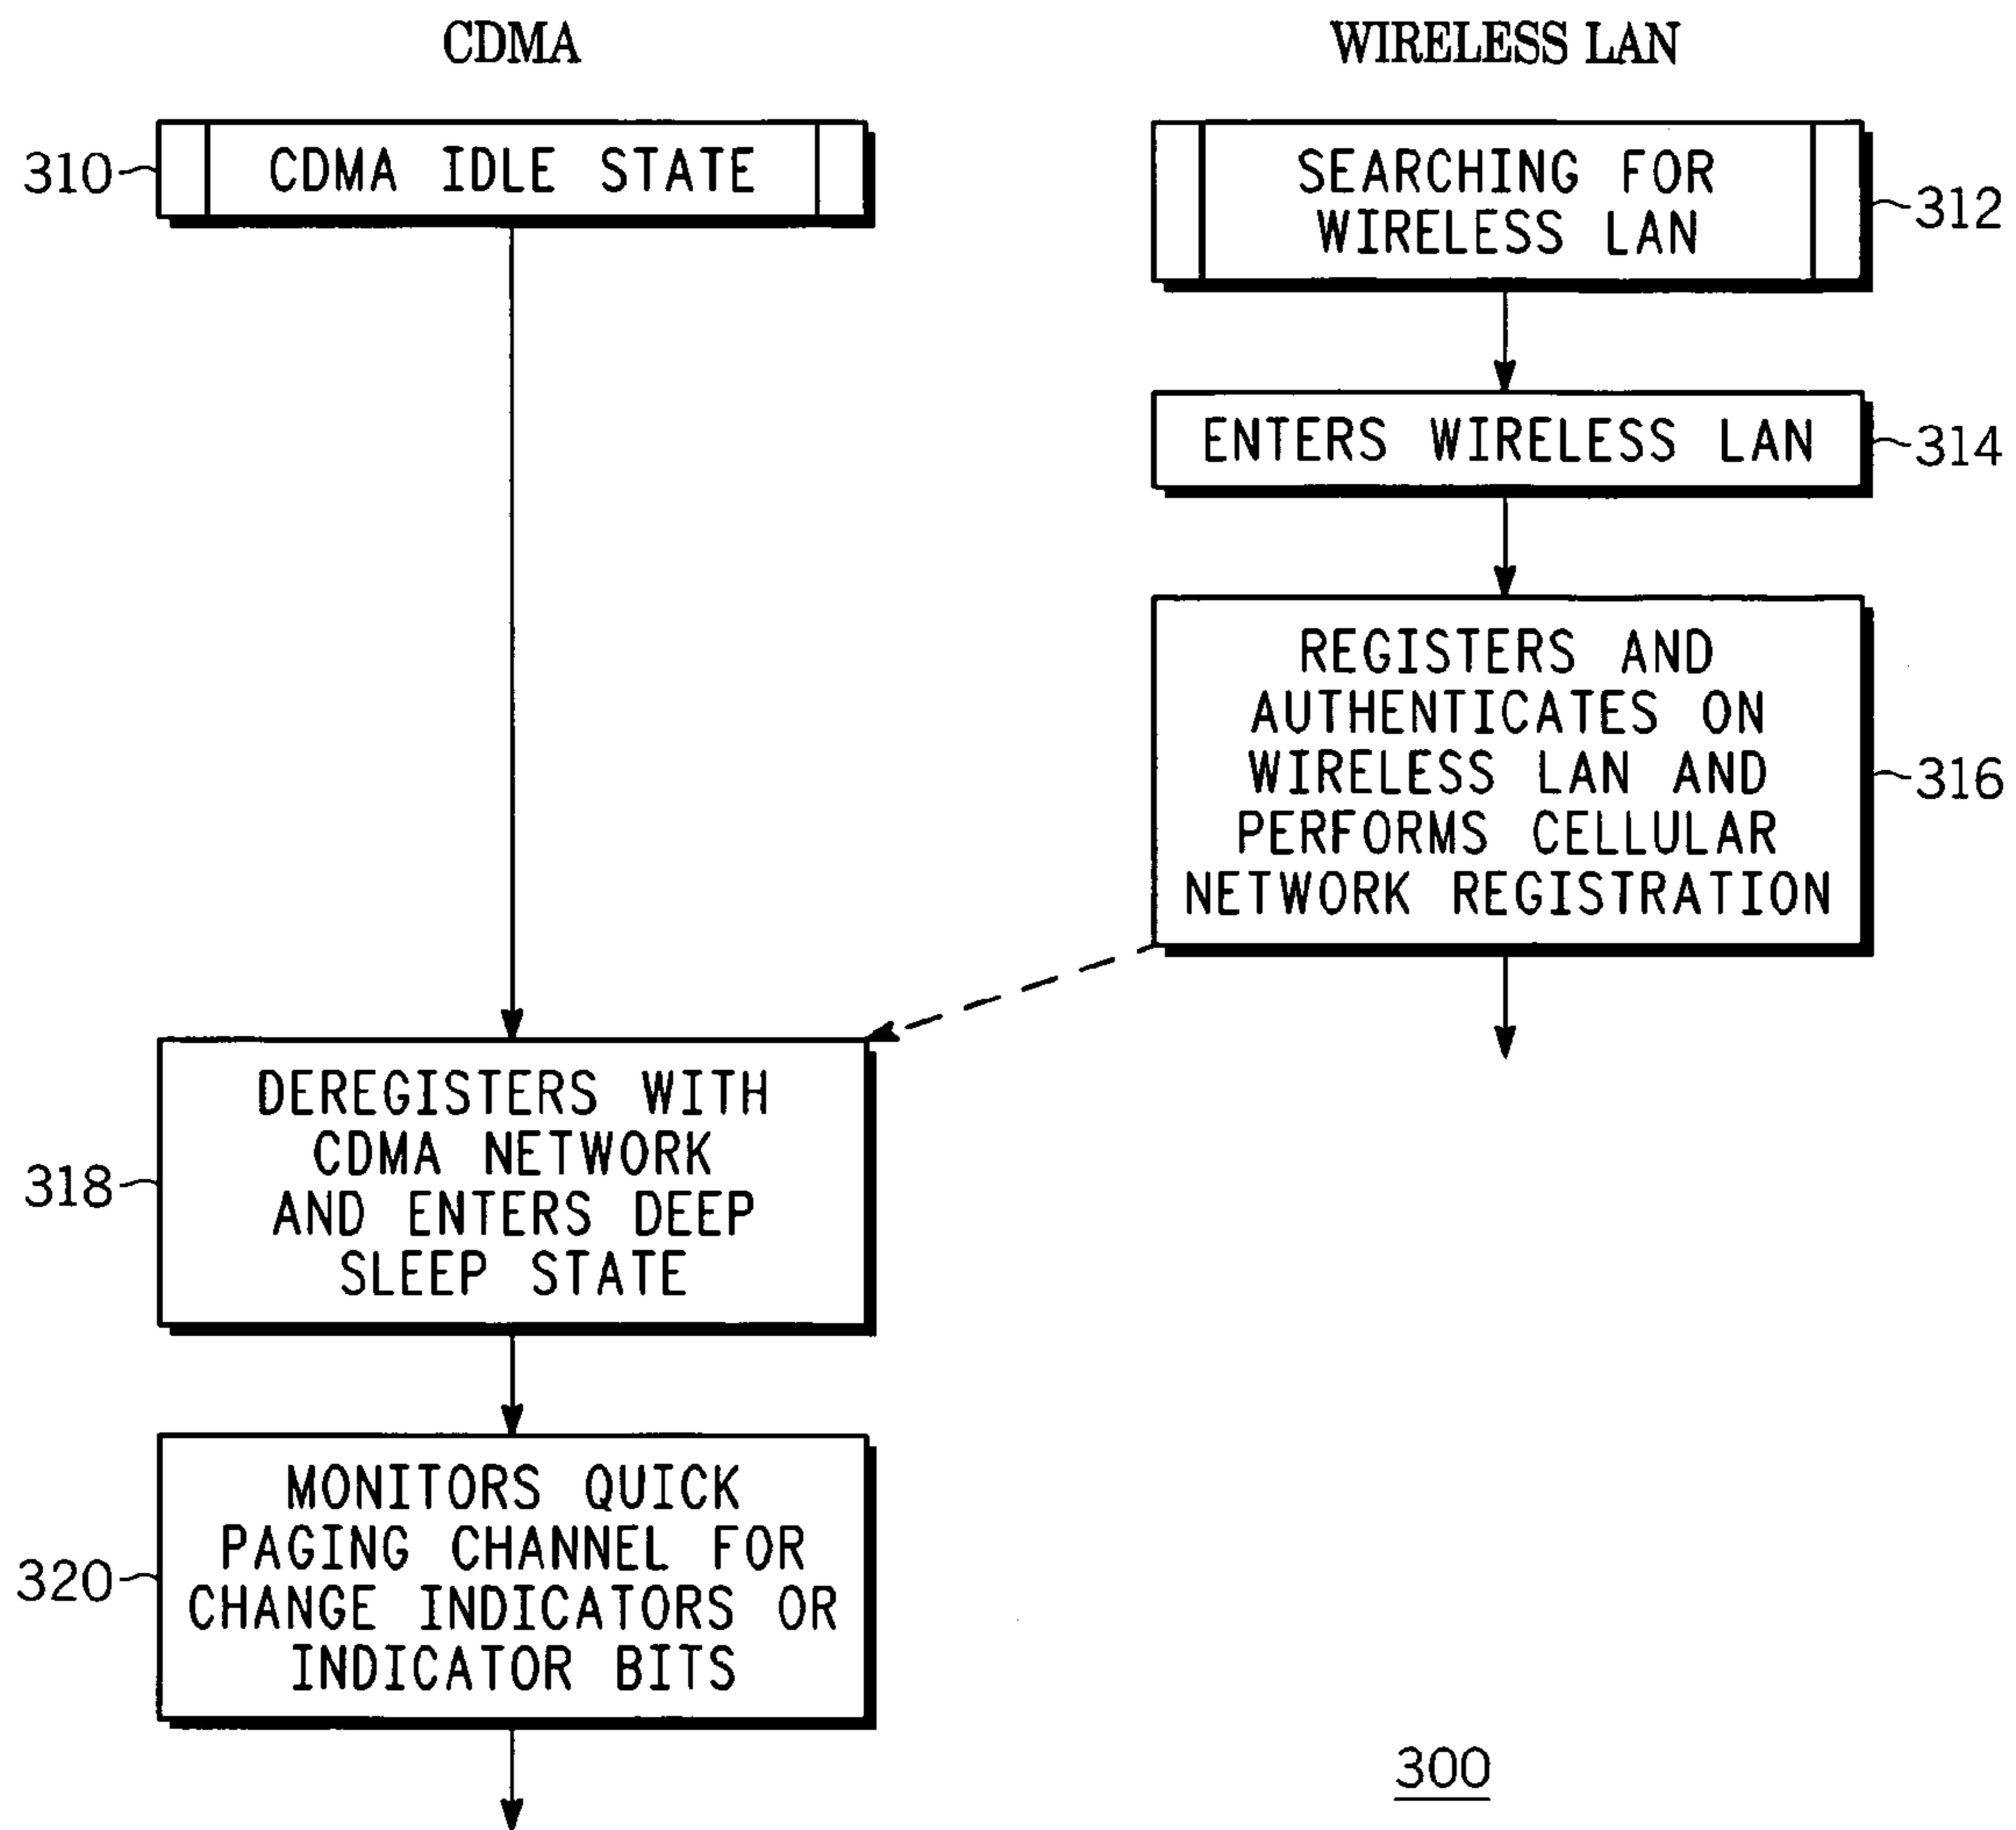 CDMA
WIRELESS LAN
310
CDMA IDLE STATE
SEARCHING FOR
WIRELESS LAN
312
ENTERS WIRELESS LAN
314
REGISTERS AND
AUTHENTICATES ON
WIRELESS LAN AND
PERFORMS CELLULAR
NETWORK REGISTRATION
316
318
DEREGISTERS WITH
CDMA NETWORK
AND ENTERS DEEP
SLEEP STATE
320
MONITORS QUICK
PAGING CHANNEL FOR
CHANGE INDICATORS OR
INDICATOR BITS
300